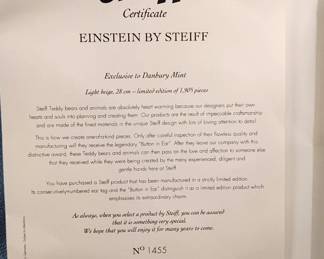 Certificate
EINSTEIN BY STEIFF
Exclusive to Danbury Mint
Light beige, 28 cm – limited edition of 1,905 pieces
Steiff Teddy bears and animals are absolutely heart warming because our designers put their own
hearts and souls into planning and creating them. Our products are the result of impeccable craftsmanship
and are made of the finest materials in the unique Steiff design with lots of loving attention to detail.
This is how we create one-of-a-kind pieces. Only after careful inspection of their flawless quality and
manufacturing will they receive the legendary "Button in Ear". After they leave our company with this
distinctive award, these Teddy bears and animals can then pass on the love and affection to someone else
that they received while they were being created by the many experienced, diligent and
gentle hands here at Steiff.
You have purchased a Steiff product that has been manufactured in a strictly limited edition.
Its consecutively-numbered ear tag and the "Button in Ear" distinguish it as a limited edition product which
emphasizes its extraordinary charm.
As always, when you select a product by Steiff, you can be assured
that it is something very special.
We hope that you will enjoy it for many years to come.
Nº 1455